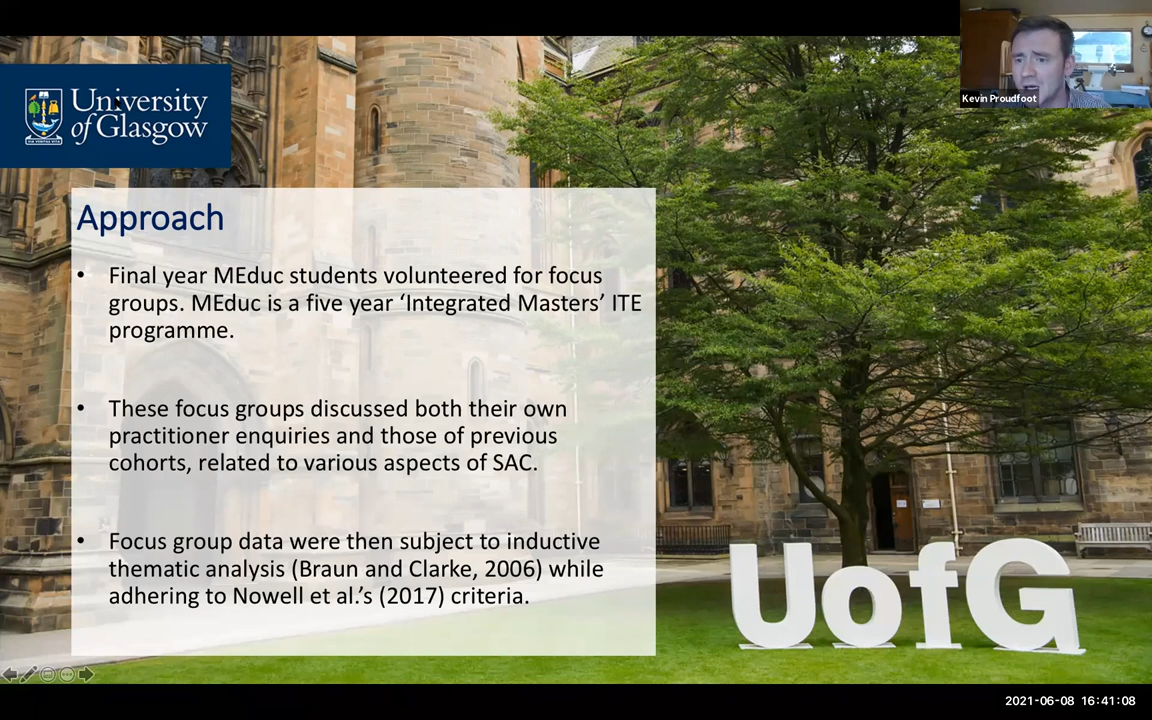 Kevin Proudfoot
University
of Glasgow
Approach
• Final year MEduc students volunteered for focus
groups. MEduc is a five year ‘Integrated Masters’ ITE
programme.
• These focus groups discussed both their own
practitioner enquiries and those of previous
cohorts, related to various aspects of SAC.
• Focus group data were then subject to inductive
thematic analysis (Braun and Clarke, 2006) while
adhering to Nowell et al.’s (2017) criteria.
UofG
2021-06-08 16:41:08